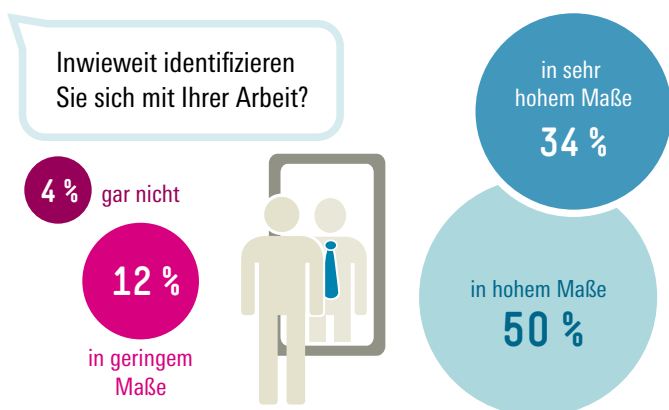 Inwieweit identifizieren
Sie sich mit Ihrer Arbeit?
4 %
gar nicht
12 %
in geringem
Maße
in sehr
hohem Maße
34 %
in hohem Maße
50 %